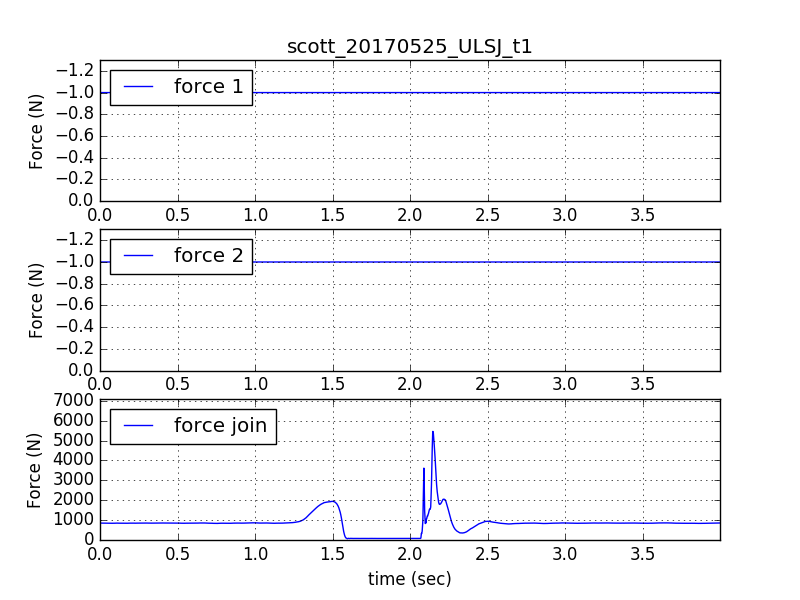 scott_20170525_ULSJ_t1
force 1
Force (N)
−1.2
−1.0
−0.8
−0.6
−0.4
−0.2
0.0
0.0 0.5 1.0 1.5 2.0 2.5 3.0 3.5
force 2
Force (N)
−1.2
−1.0
−0.8
−0.6
−0.4
−0.2
0.0
0.0 0.5 1.0 1.5 2.0 2.5 3.0 3.5
force join
Force (N)
7000
6000
5000
4000
3000
2000
1000
0
0.0 0.5 1.0 1.5 2.0 2.5 3.0 3.5
time (sec)